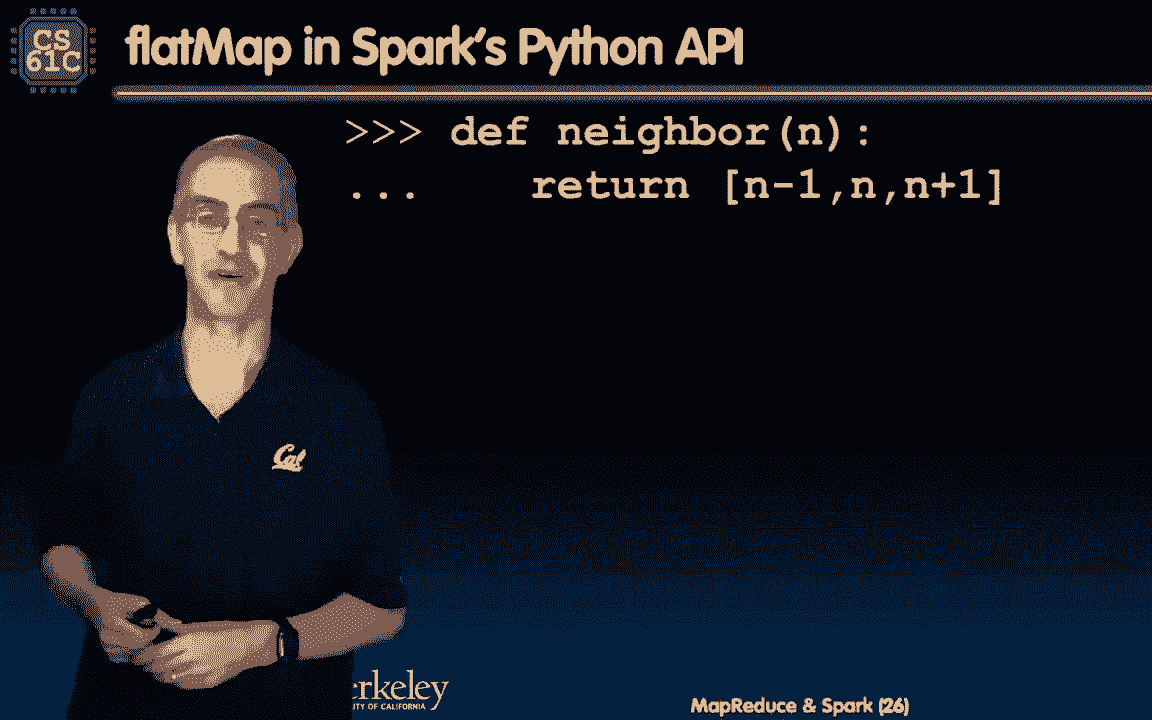 CS
61C
flatMap in Spark's Python API
>>> def neighbor(n):
...    return [n-1,n,n+1]
Cal
MapReduce & Spark (26)